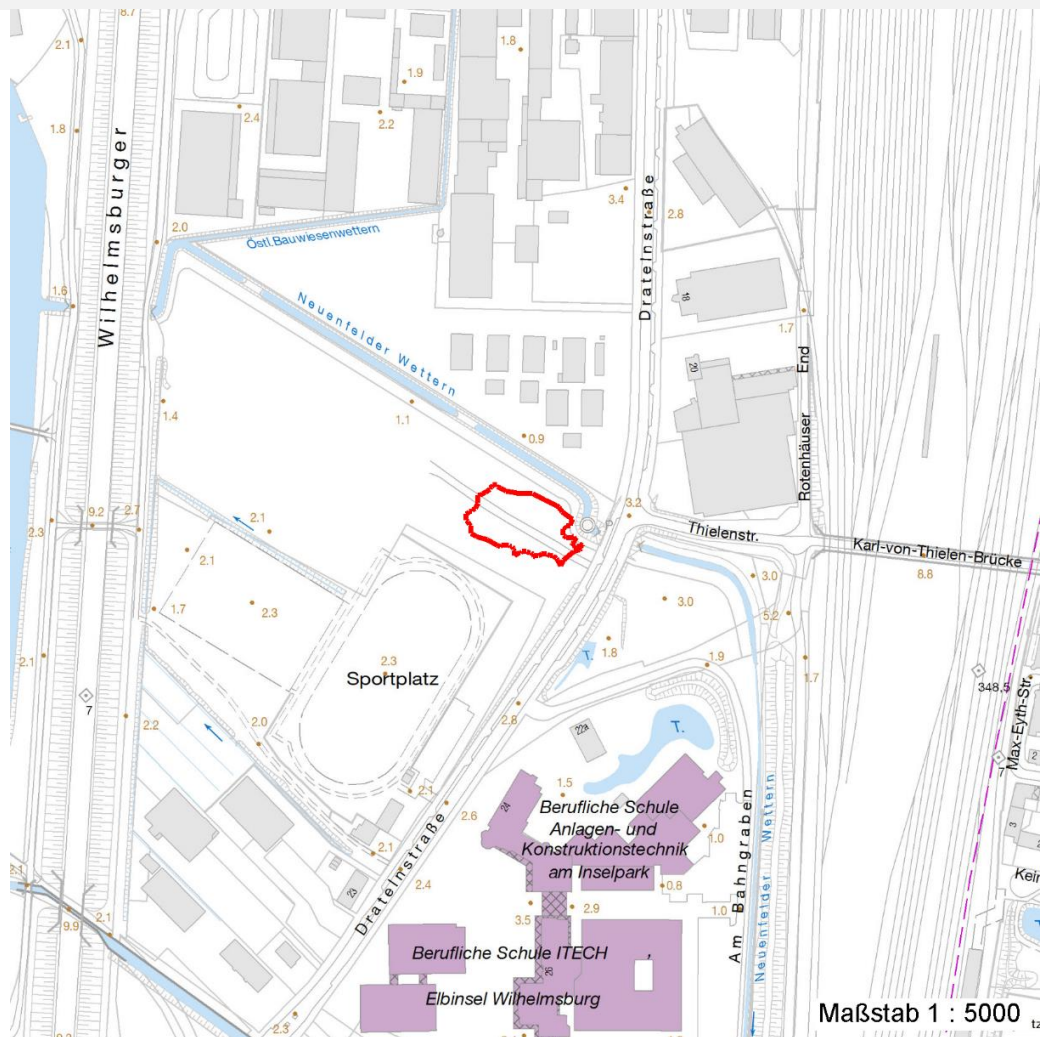 8.7
2.1
1.8
1.9
1.8
2.4
2.2
Wilhelmsburger
2.0
Östl.Bauwiesenwettern
3.4
2.8
Dratelnstraße
18
1.6
Neuenfelder Wettern
1.7
20
Rotenhäuser End
1.4
1.1
0.9
3.2
2.3
9.2
2.7
2.1
Thielenstr.
Karl-von-Thielen-Brücke
8.8
2.1
3.0
1.7
2.3
3.0
5.2
2.1
2.3
Sportplatz
1.8
T.
1.9
1.7
348.5
Max-Eyth-Str.
7
2.2
2.0
2.8
22a
T.
7
2
2.1
1.5
2.6
24
Berufliche Schule
Anlagen- und
Konstruktionstechnik
am Inselpark
1.0
3
2.1
2.1
2.4
23
0.8
Am Bahngraben
Neuenfelder Wettern
Dratelnstraße
9.9
2.1
3.5
2.9
1.0
Berufliche Schule ITECH
Elbinsel Wilhelmsburg
26
2.3
Maßstab 1 : 5000